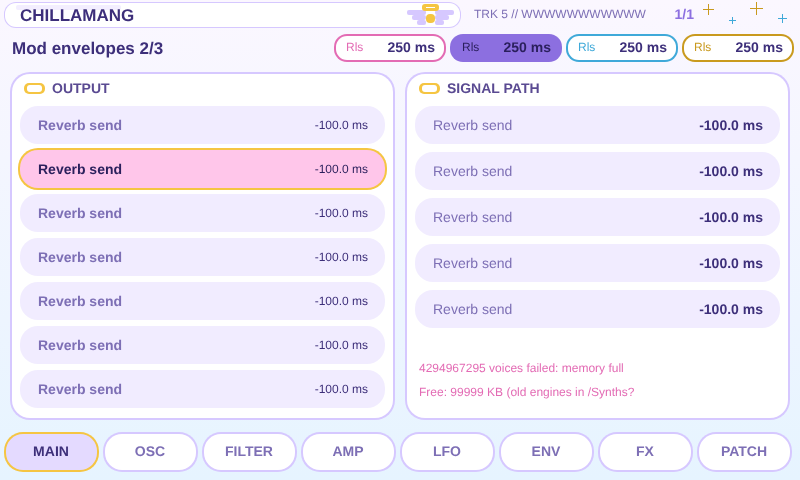 CHILLAMANG
TRK 5 // WWWWWWWWWWW
1/1
Mod envelopes 2/3
Rls 250 ms
Rls 250 ms
Rls 250 ms
Rls 250 ms
OUTPUT
Reverb send -100.0 ms
Reverb send -100.0 ms
Reverb send -100.0 ms
Reverb send -100.0 ms
Reverb send -100.0 ms
Reverb send -100.0 ms
Reverb send -100.0 ms
SIGNAL PATH
Reverb send -100.0 ms
Reverb send -100.0 ms
Reverb send -100.0 ms
Reverb send -100.0 ms
Reverb send -100.0 ms
4294967295 voices failed: memory full
Free: 99999 KB (old engines in /Synths?
MAIN
OSC
FILTER
AMP
LFO
ENV
FX
PATCH